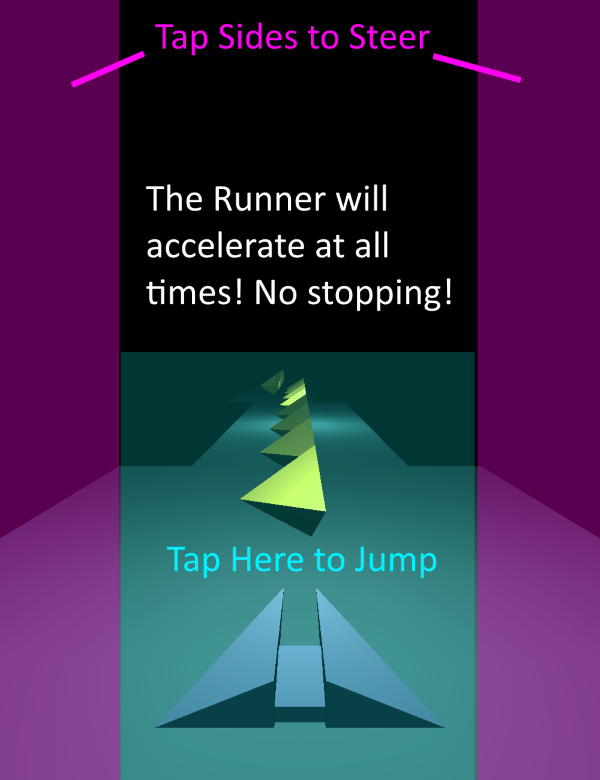 Tap Sides to Steer
The Runner will
accelerate at all
times! No stopping!
Tap Here to Jump